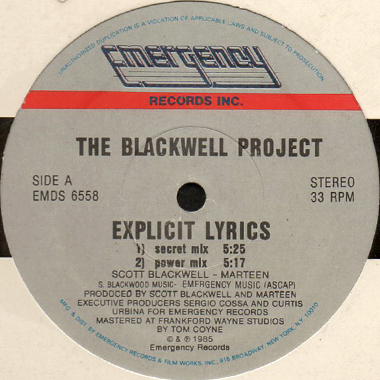 UNAUTHORIZED DUPLICATION IS A VIOLATION OF APPLICABLE LAWS AND SUBJECT TO PROSECUTION.
Emergency
RECORDS INC.
THE BLACKWELL PROJECT
SIDE A
EMDS 6558
STEREO
33 RPM
EXPLICIT LYRICS
1) secret mix 5:25
2) power mix 5:17
SCOTT BLACKWELL - MARTEEN
S. BLACKWOOD MUSIC- EMERGENCY MUSIC (ASCAP)
PRODUCED BY SCOTT BLACKWELL AND MARTEEN
EXECUTIVE PRODUCERS SERGIO COSSA AND CURTIS
URBINA FOR EMERGENCY RECORDS
MASTERED AT FRANKFORD WAYNE STUDIOS
BY TOM COYNE
© & ℗ 1985
Emergency Records
MFG. & DIST. BY EMERGENCY RECORDS & FILM WORKS, INC., BROADWAY, NEW YORK, N.Y. 10010